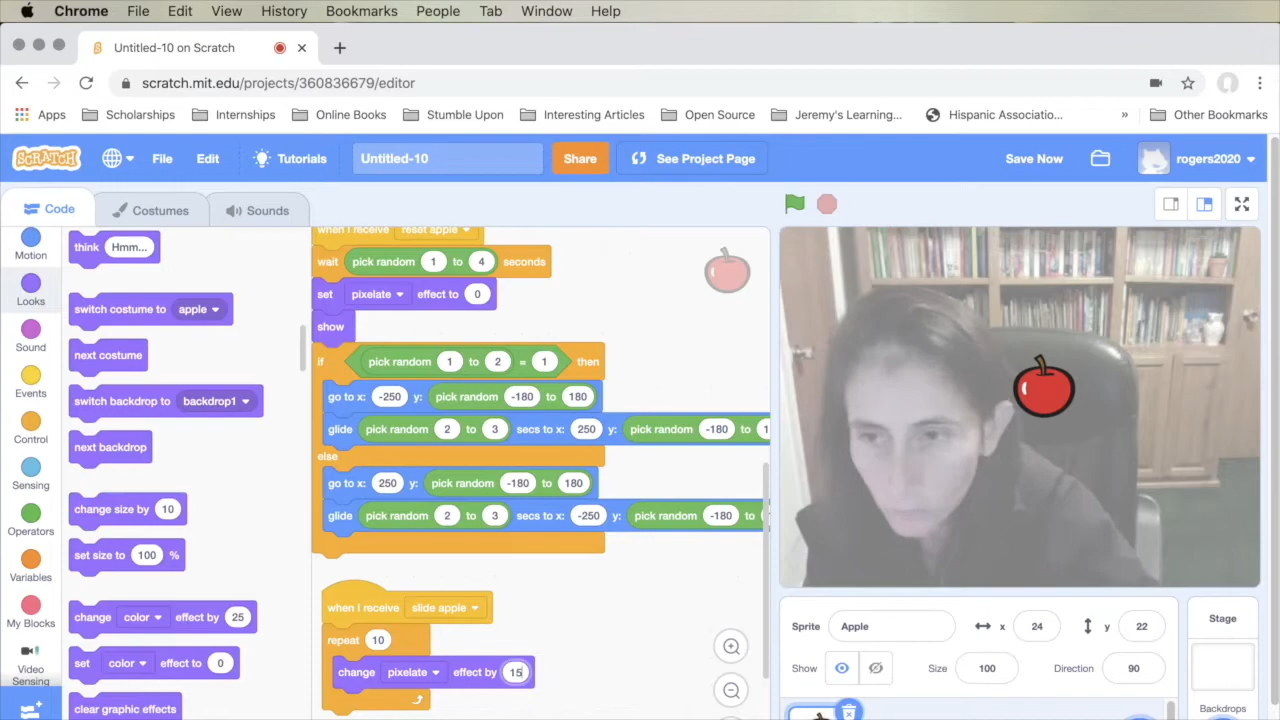 Chrome File Edit View History Bookmarks People Tab Window Help
Untitled-10 on Scratch
scratch.mit.edu/projects/360836679/editor
Apps Scholarships Internships Online Books Stumble Upon Interesting Articles Open Source Jeremy's Learning... Hispanic Associatio... » Other Bookmarks
SCRATCH File Edit Tutorials Untitled-10 Share See Project Page Save Now rogers2020
Code Costumes Sounds
Motion
Looks
Sound
Events
Control
Sensing
Operators
Variables
My Blocks
Video
Sensing
think Hmm...
switch costume to apple
next costume
switch backdrop to backdrop1
next backdrop
change size by 10
set size to 100 %
change color effect by 25
set color effect to 0
clear graphic effects
when I receive reset apple
wait pick random 1 to 4 seconds
set pixelate effect to 0
show
if pick random 1 to 2 = 1 then
go to x: -250 y: pick random -180 to 180
glide pick random 2 to 3 secs to x: 250 y: pick random -180 to 1
else
go to x: 250 y: pick random -180 to 180
glide pick random 2 to 3 secs to x: -250 y: pick random -180 to
when I receive slide apple
repeat 10
change pixelate effect by 15
Sprite Apple x 24 y 22
Show Size 100 Direction 90
Stage
Backdrops